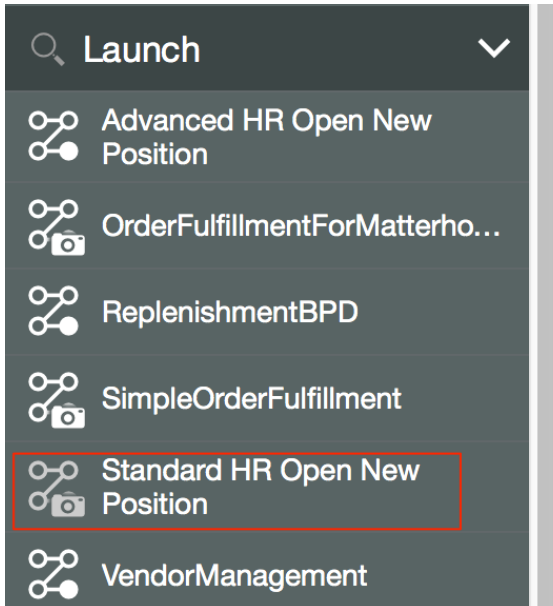 Launch
Advanced HR Open New
Position
OrderFulfillmentForMatterho...
ReplenishmentBPD
SimpleOrderFulfillment
Standard HR Open New
Position
VendorManagement